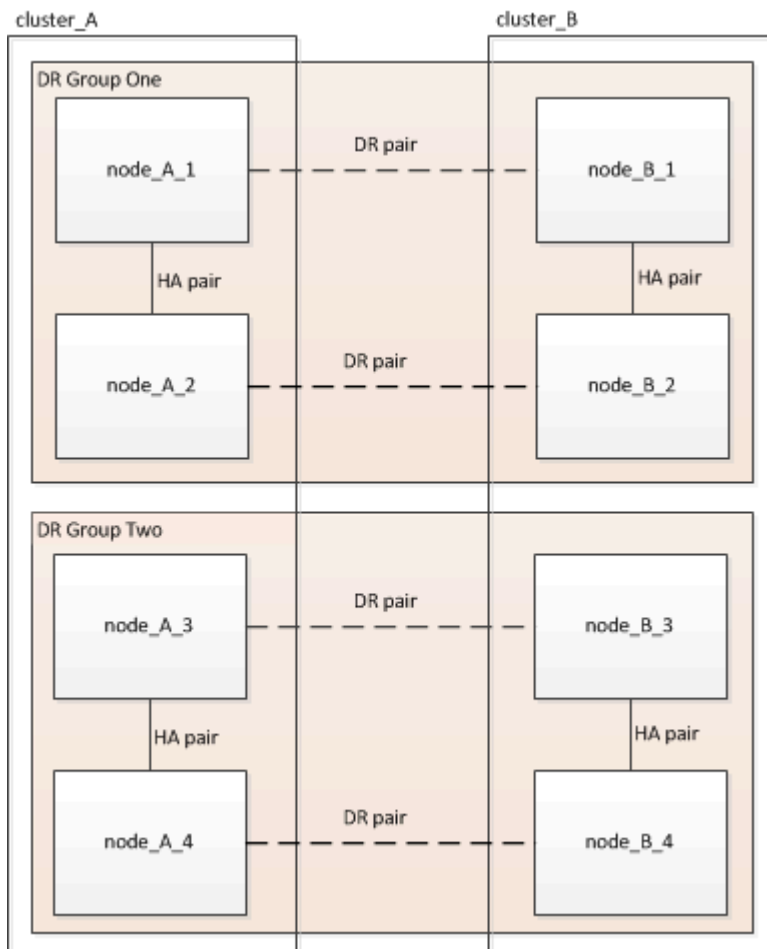 cluster_A
cluster_B
DR Group One
node_A_1
DR pair
node_B_1
HA pair
HA pair
node_A_2
DR pair
node_B_2
DR Group Two
node_A_3
DR pair
node_B_3
HA pair
HA pair
node_A_4
DR pair
node_B_4